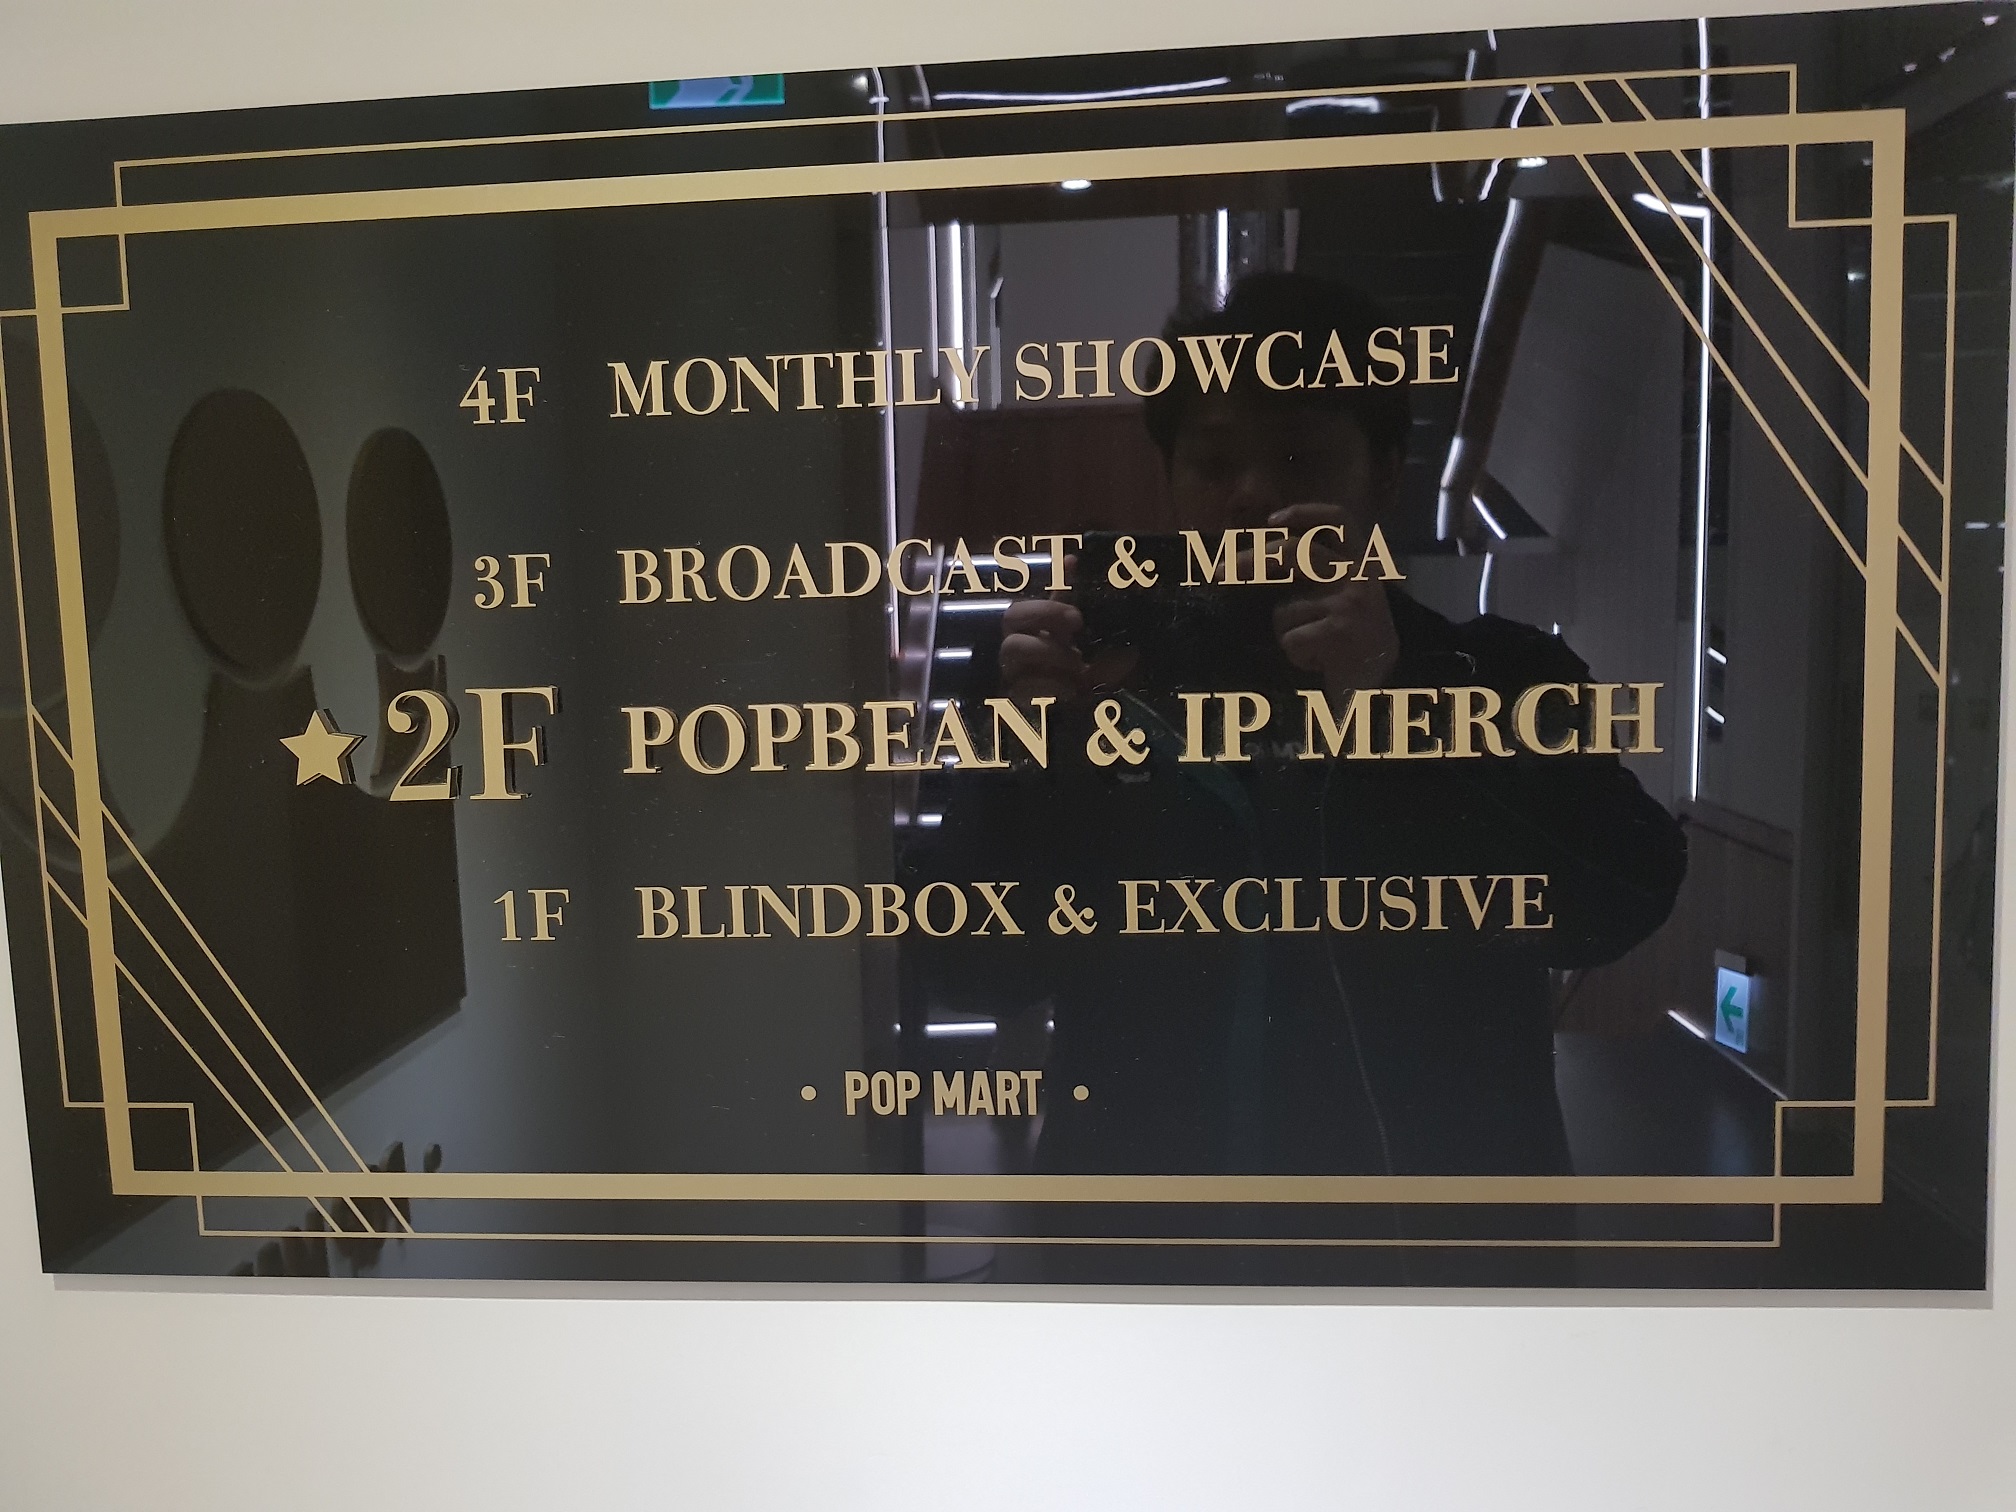 4F MONTHLY SHOWCASE
3F BROADCAST & MEGA
★ 2F POPBEAN & IP MERCH
1F BLINDBOX & EXCLUSIVE
• POP MART •